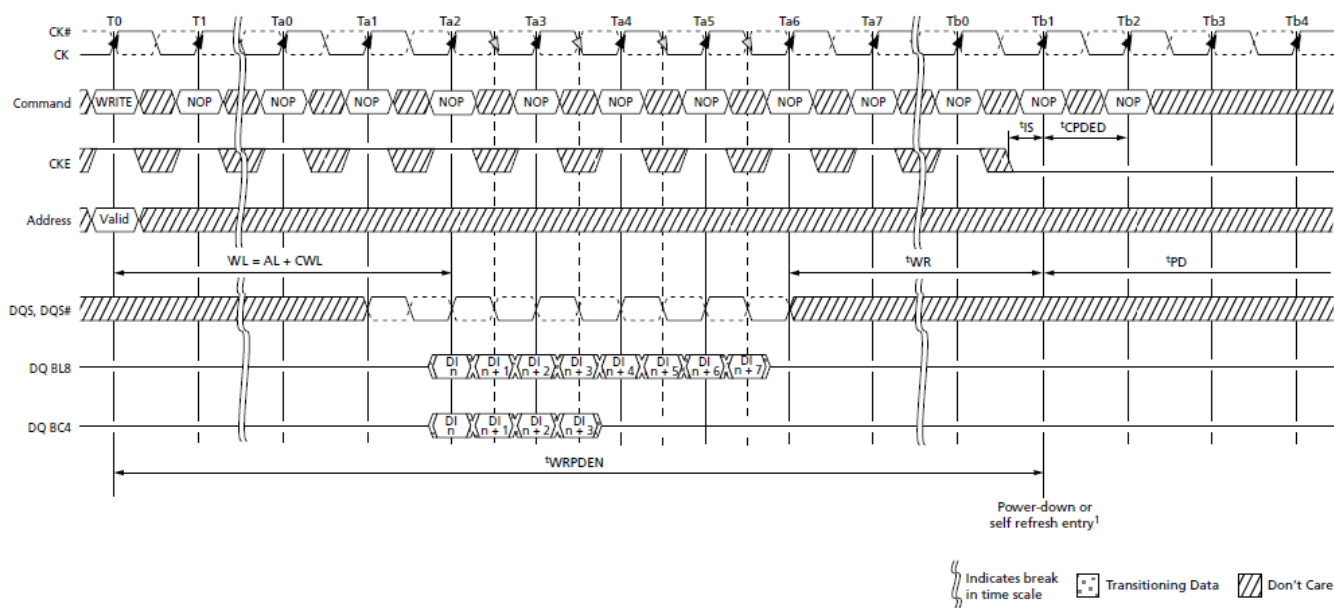 T0 T1 Ta0 Ta1 Ta2 Ta3 Ta4 Ta5 Ta6 Ta7 Tb0 Tb1 Tb2 Tb3 Tb4
CK#
CK
Command WRITE NOP NOP NOP NOP NOP NOP NOP NOP NOP NOP NOP NOP
tIS tCPDED
CKE
Address Valid
WL = AL + CWL tWR tPD
DQS, DQS#
DQ BL8 DI n DI n + 1 DI n + 2 DI n + 3 DI n + 4 DI n + 5 DI n + 6 DI n + 7
DQ BC4 DI n DI n + 1 DI n + 2 DI n + 3
tWRPDEN
Power-down or
self refresh entry1
Indicates break
in time scale
Transitioning Data
Don't Care